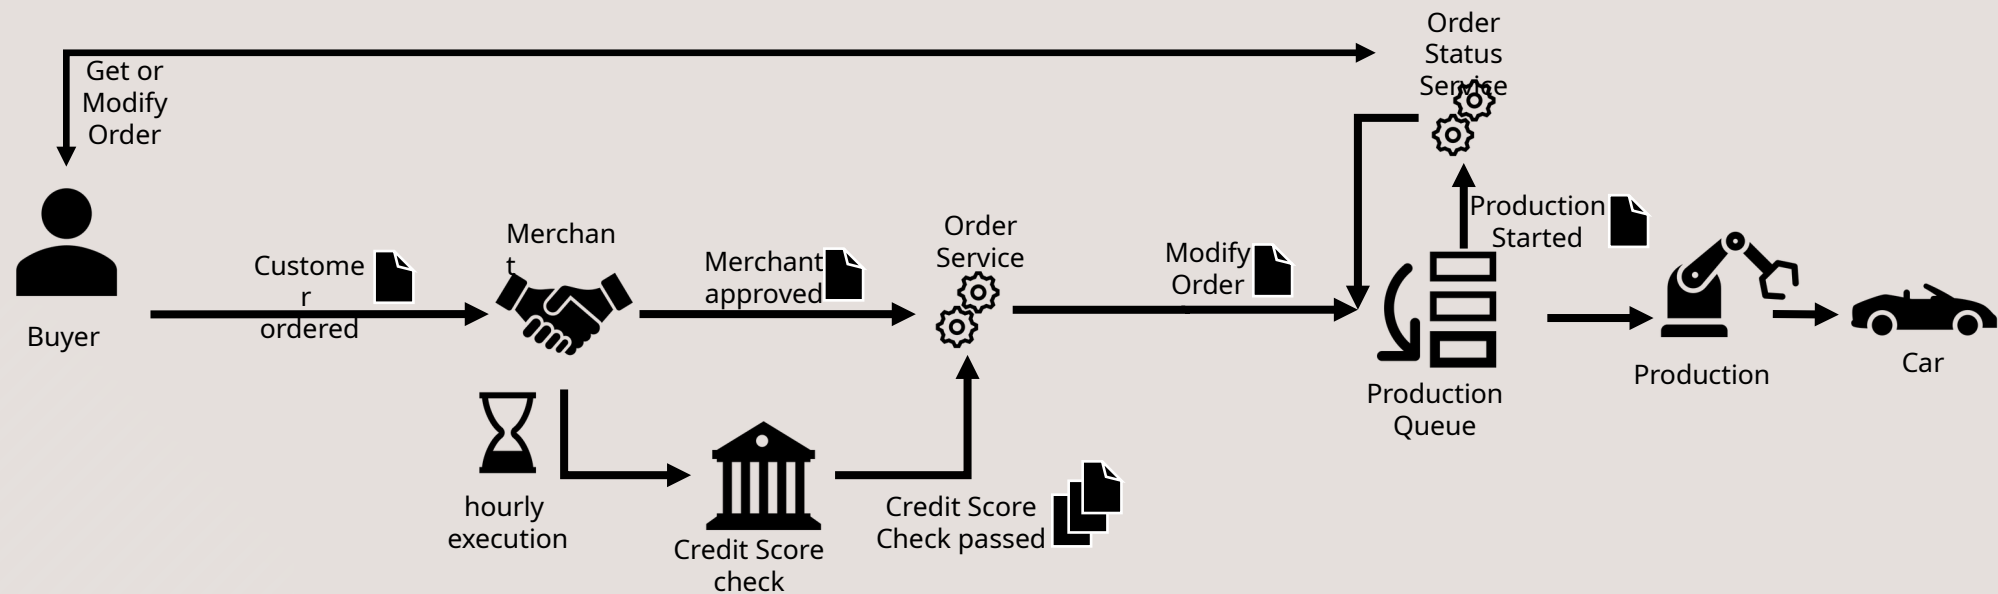 Order
Status
Service
Get or
Modify
Order
Buyer
Custome
r
ordered
Merchan
t
Merchant
approved
Order
Service
Modify
Order
Production
Started
Production
Queue
Production
Car
hourly
execution
Credit Score
check
Credit Score
Check passed